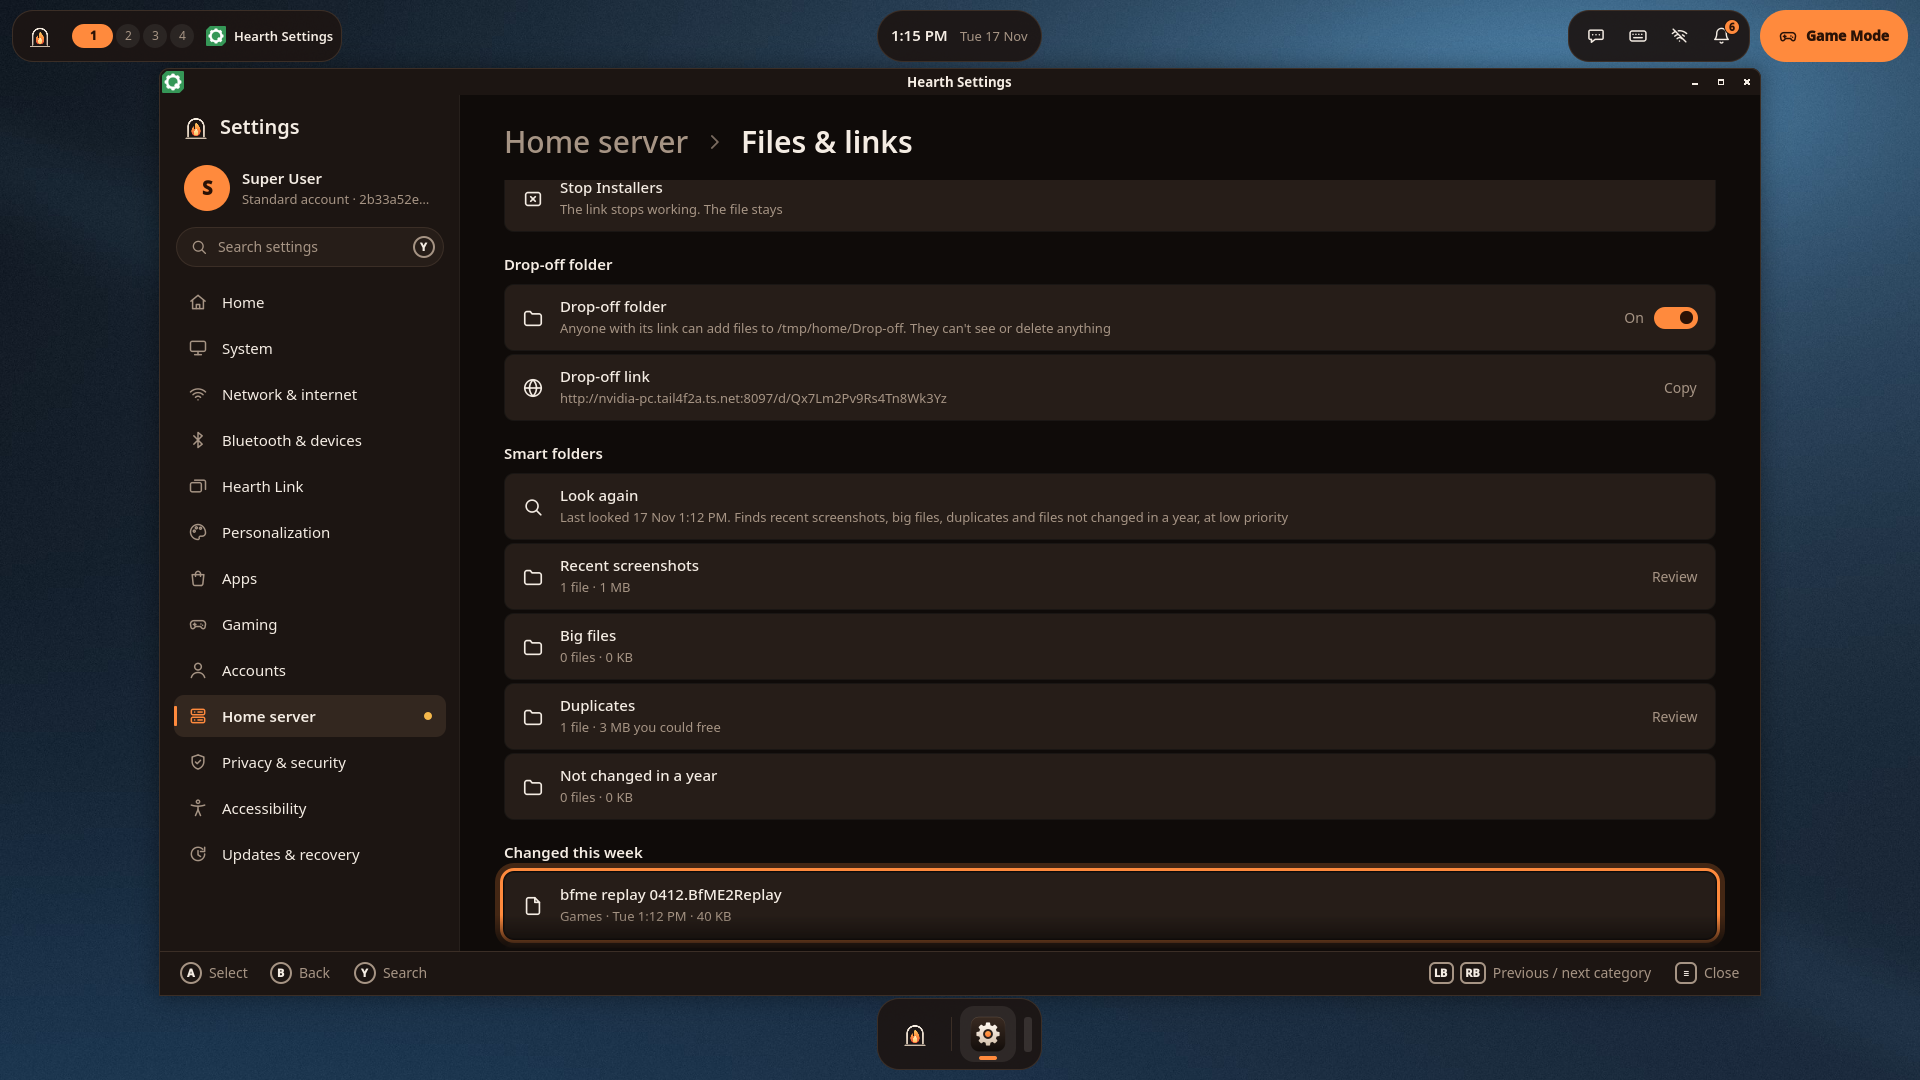 1 2 3 4 Hearth Settings
1:15 PM Tue 17 Nov
6
Game Mode
Hearth Settings
Settings
S
Super User
Standard account · 2b33a52e...
Search settings Y
Home
System
Network & internet
Bluetooth & devices
Hearth Link
Personalization
Apps
Gaming
Accounts
Home server
Privacy & security
Accessibility
Updates & recovery
Home server > Files & links
Stop Installers
The link stops working. The file stays
Drop-off folder
Drop-off folder
Anyone with its link can add files to /tmp/home/Drop-off. They can't see or delete anything
On
Drop-off link
http://nvidia-pc.tail4f2a.ts.net:8097/d/Qx7Lm2Pv9Rs4Tn8Wk3Yz
Copy
Smart folders
Look again
Last looked 17 Nov 1:12 PM. Finds recent screenshots, big files, duplicates and files not changed in a year, at low priority
Recent screenshots
1 file · 1 MB
Review
Big files
0 files · 0 KB
Duplicates
1 file · 3 MB you could free
Review
Not changed in a year
0 files · 0 KB
Changed this week
bfme replay 0412.BfME2Replay
Games · Tue 1:12 PM · 40 KB
A Select B Back Y Search
LB RB Previous / next category ≡ Close